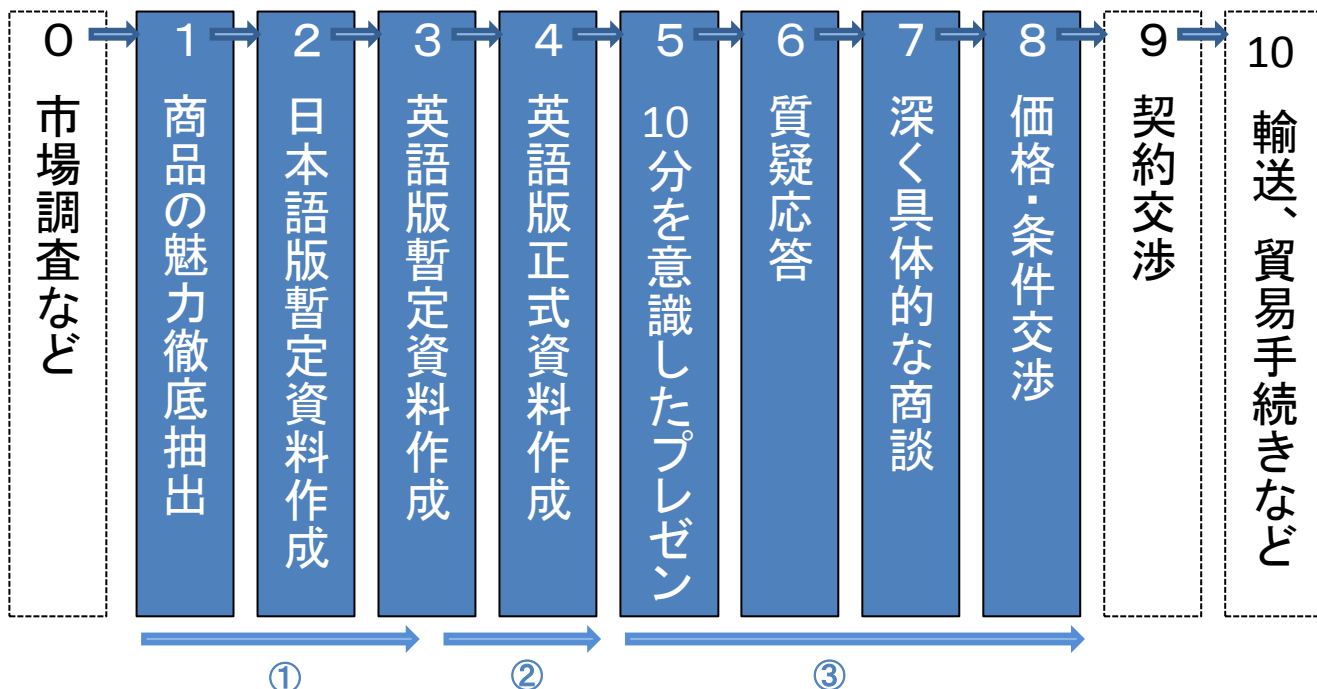 0
市場調査など
1
商品の魅力徹底抽出
2
日本語版暫定資料作成
3
英語版暫定資料作成
4
英語版正式資料作成
5
10分を意識したプレゼン
6
質疑応答
7
深く具体的な商談
8
価格・条件交渉
9
契約交渉
10
輸送、貿易手続きなど
①
②
③